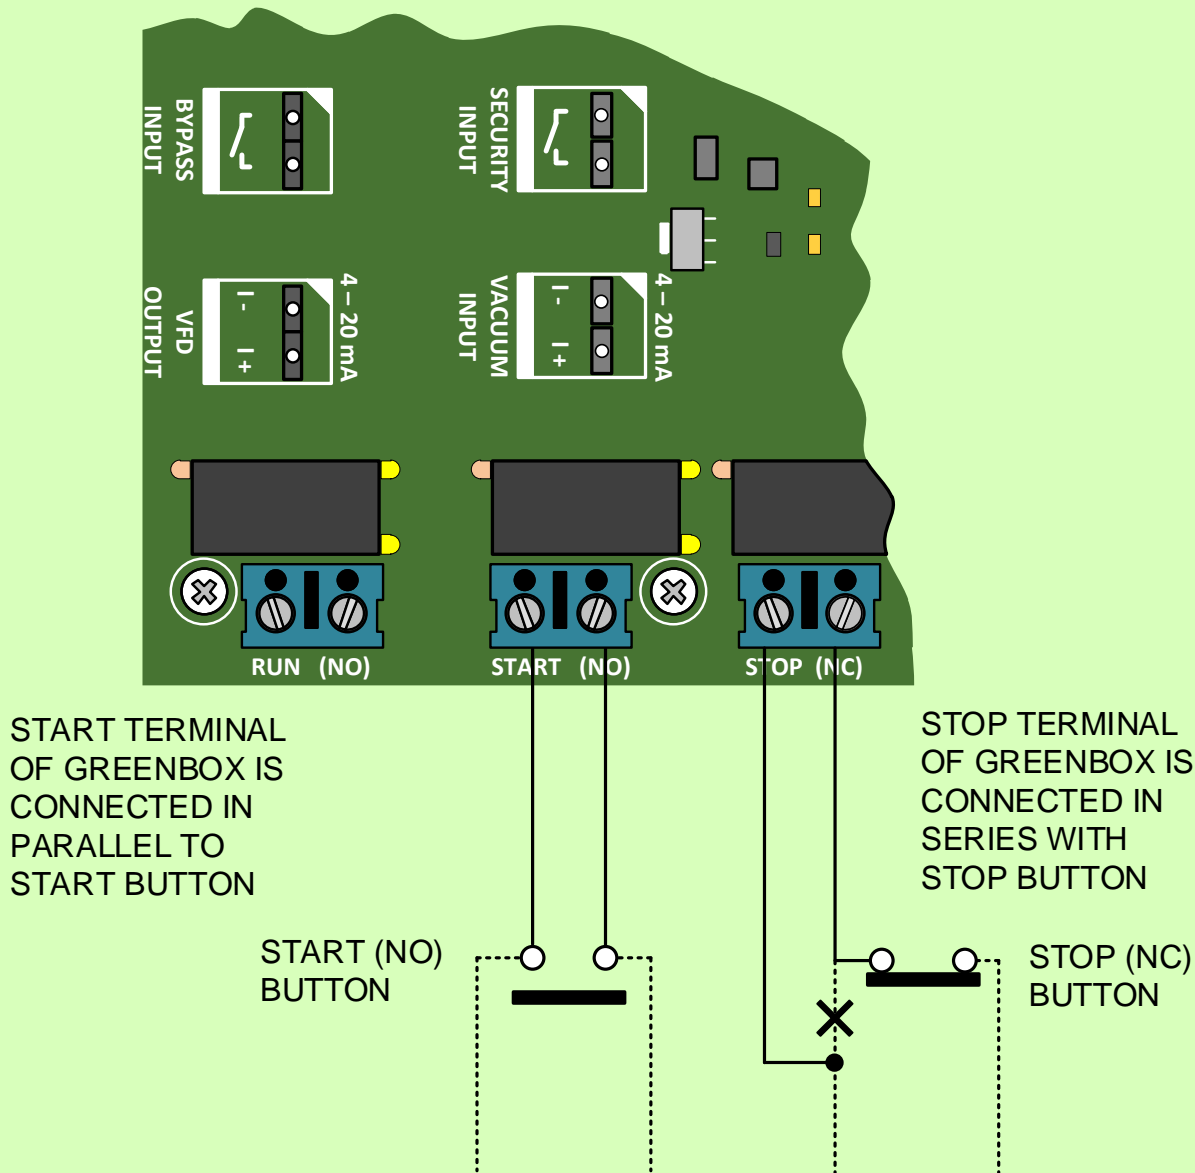 BYPASS
INPUT
SECURITY
INPUT
VFD
OUTPUT
I -
I +
4 – 20 mA
VACUUM
INPUT
I -
I +
4 – 20 mA
RUN (NO)
START (NO)
STOP (NC)
START TERMINAL
OF GREENBOX IS
CONNECTED IN
PARALLEL TO
START BUTTON
STOP TERMINAL
OF GREENBOX IS
CONNECTED IN
SERIES WITH
STOP BUTTON
START (NO)
BUTTON
STOP (NC)
BUTTON